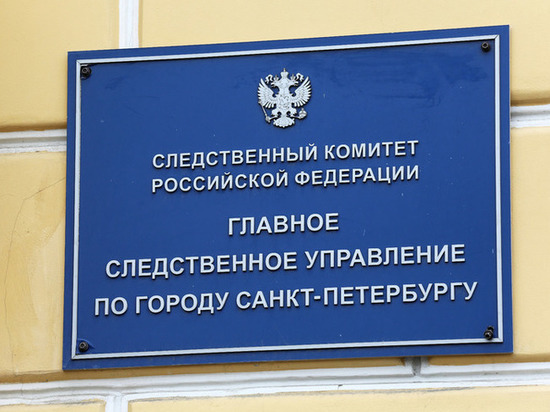 СЛЕДСТВЕННЫЙ КОМИТЕТ
РОССИЙСКОЙ ФЕДЕРАЦИИ
ГЛАВНОЕ
СЛЕДСТВЕННОЕ УПРАВЛЕНИЕ
ПО ГОРОДУ САНКТ-ПЕТЕРБУРГУ